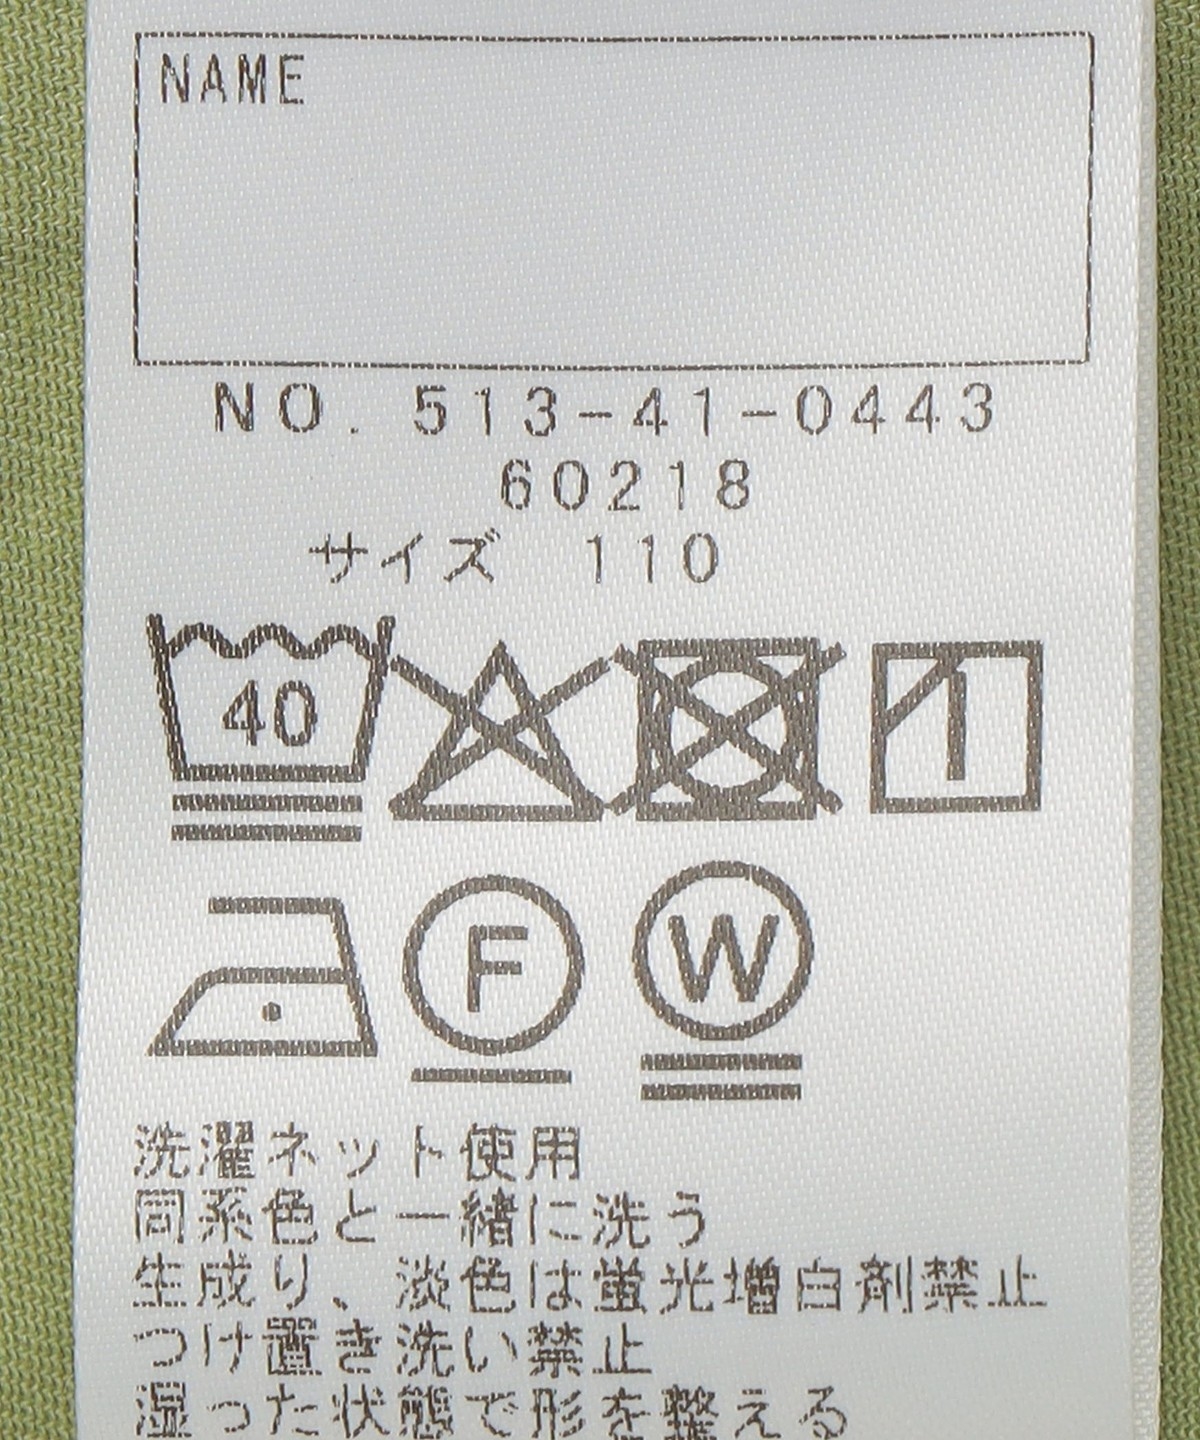 NAME
NO. 513-41-0443
60218
サイズ 110
40
F W
洗濯ネット使用
同系色と一緒に洗う
生成り、淡色は蛍光増白剤禁止
つけ置き洗い禁止
湿った状態で形を整える